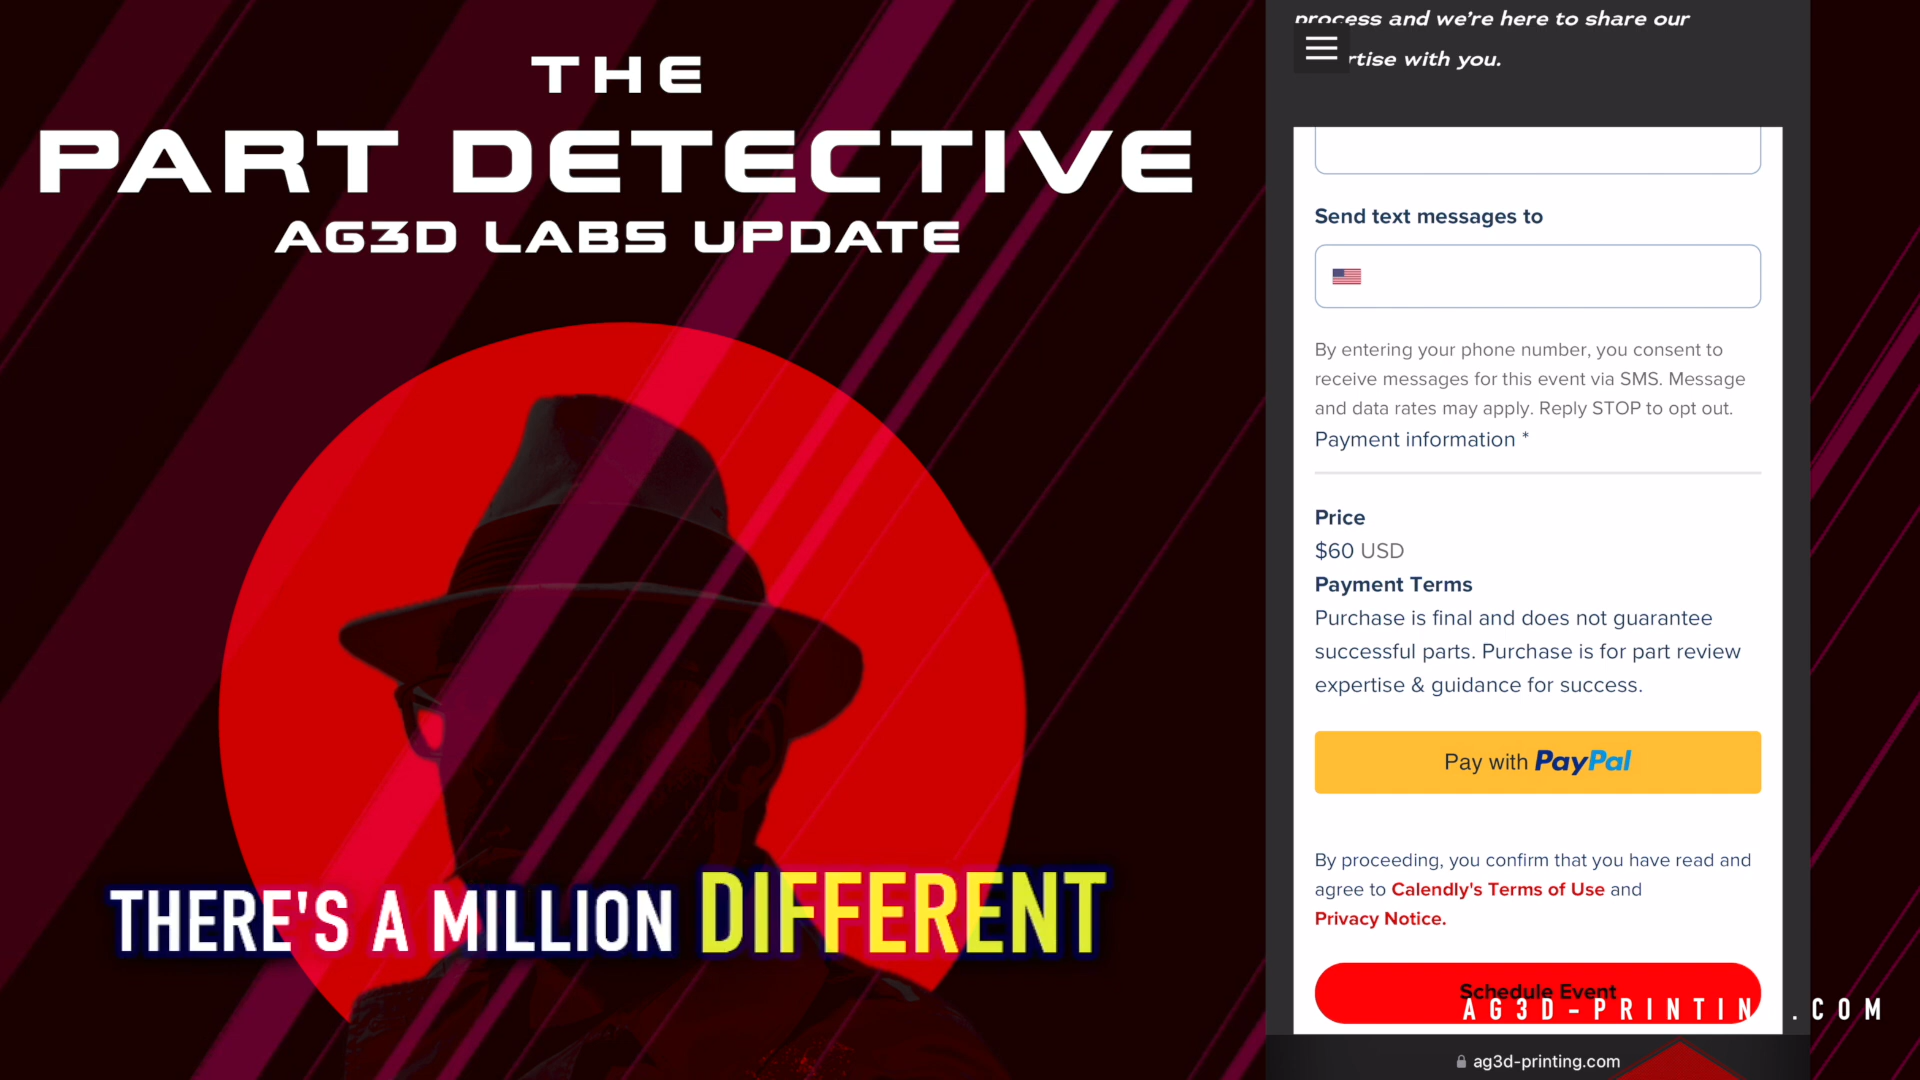 THE
PART DETECTIVE
AG3D LABS UPDATE
THERE'S A MILLION DIFFERENT
process and we're here to share our
rtise with you.
Send text messages to
By entering your phone number, you consent to
receive messages for this event via SMS. Message
and data rates may apply. Reply STOP to opt out.
Payment information *
Price
$60 USD
Payment Terms
Purchase is final and does not guarantee
successful parts. Purchase is for part review
expertise & guidance for success.
Pay with PayPal
By proceeding, you confirm that you have read and
agree to Calendly's Terms of Use and
Privacy Notice.
Schedule Event
AG3D-PRINTIN .COM
ag3d-printing.com